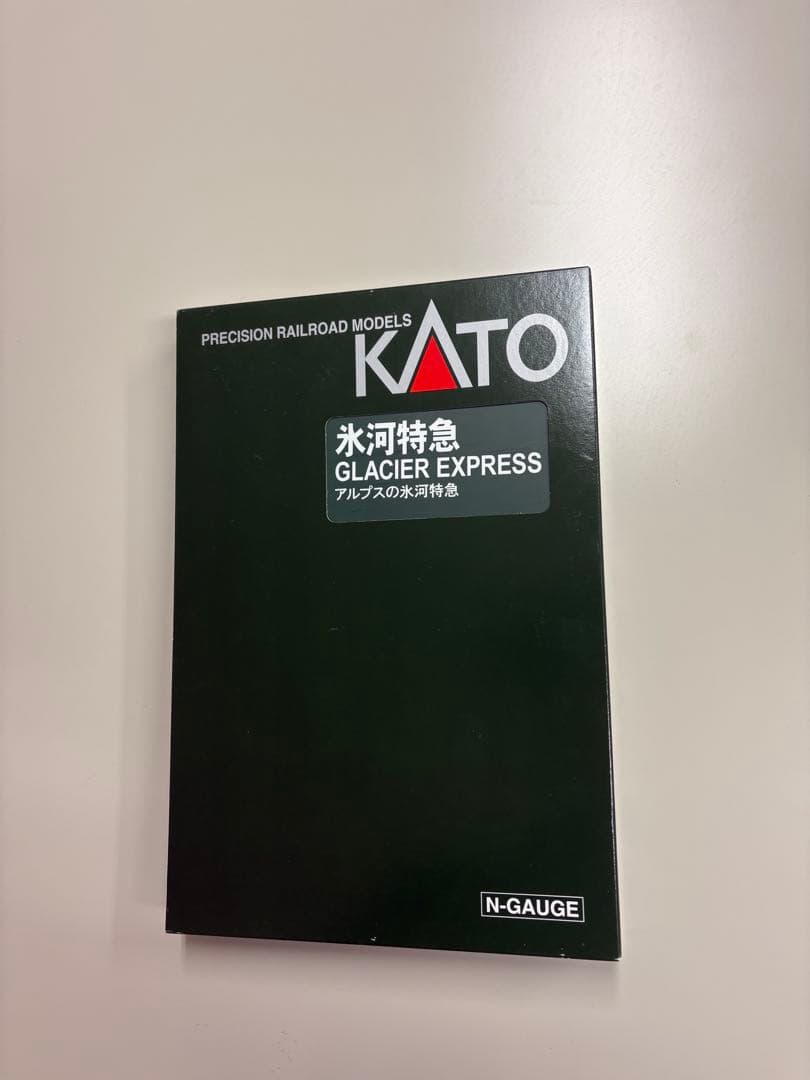 PRECISION RAILROAD MODELS
KATO
氷河特急
GLACIER EXPRESS
アルプスの氷河特急
N-GAUGE